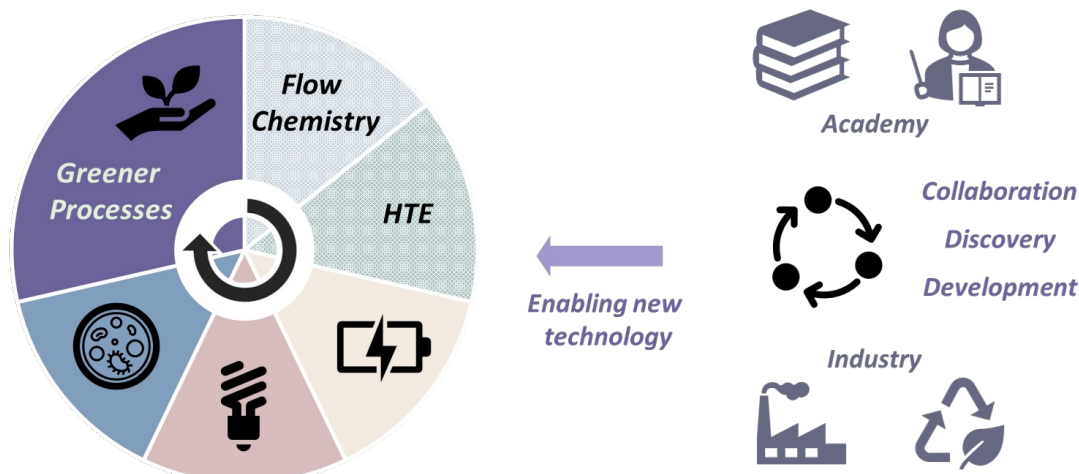 Flow
Chemistry
Greener
Processes
HTE
Enabling new
technology
Academy
Collaboration
Discovery
Development
Industry